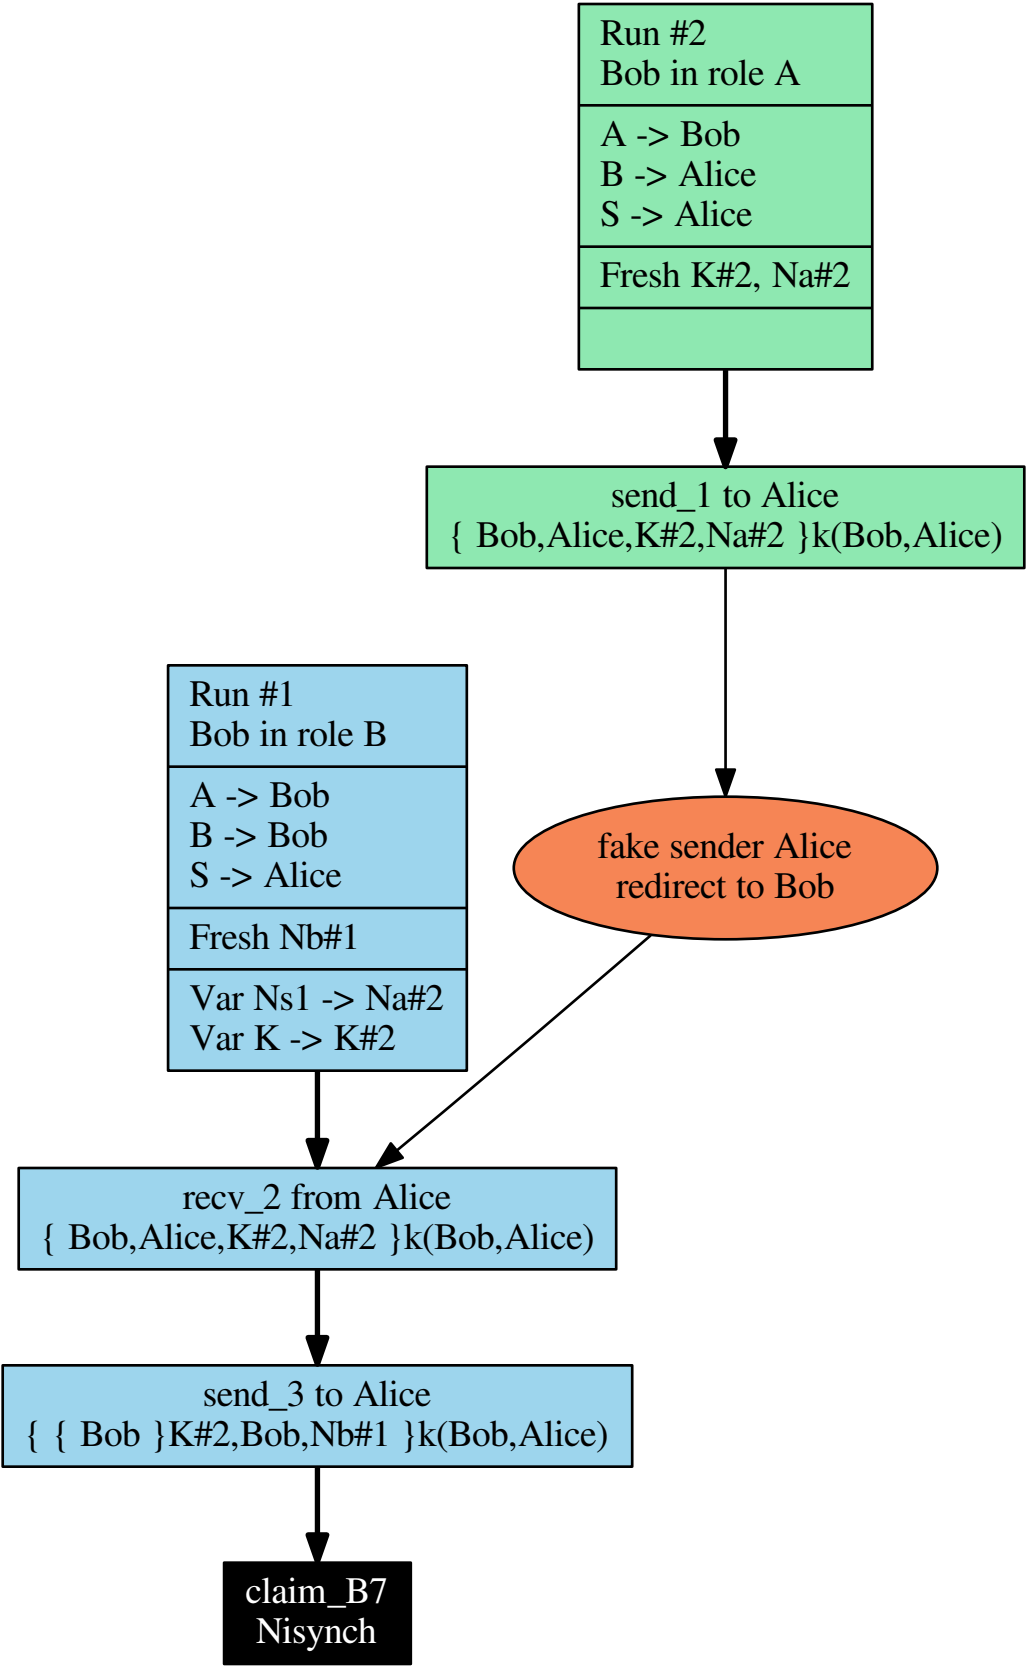 Run #2
Bob in role A
A -> Bob
B -> Alice
S -> Alice
Fresh K#2, Na#2
send_1 to Alice
{ Bob,Alice,K#2,Na#2 }k(Bob,Alice)
Run #1
Bob in role B
A -> Bob
B -> Bob
S -> Alice
Fresh Nb#1
Var Ns1 -> Na#2
Var K -> K#2
fake sender Alice
redirect to Bob
recv_2 from Alice
{ Bob,Alice,K#2,Na#2 }k(Bob,Alice)
send_3 to Alice
{ { Bob }K#2,Bob,Nb#1 }k(Bob,Alice)
claim_B7
Nisynch